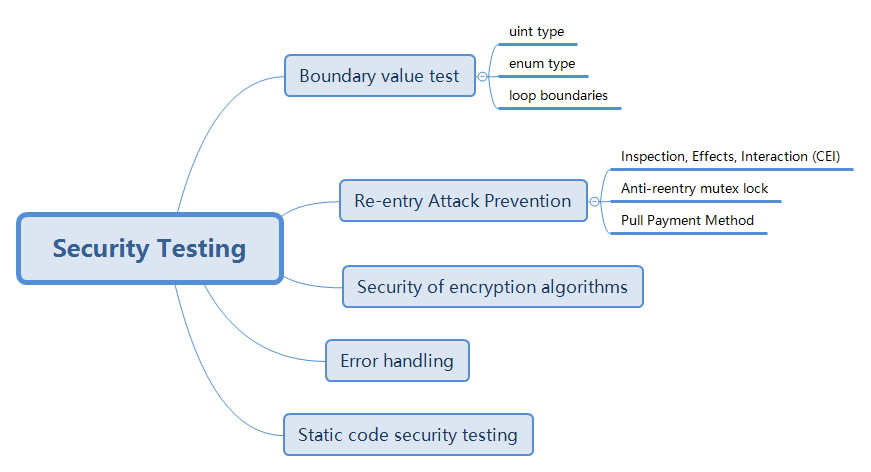 Security Testing
Boundary value test
uint type
enum type
loop boundaries
Re-entry Attack Prevention
Inspection, Effects, Interaction (CEI)
Anti-reentry mutex lock
Pull Payment Method
Security of encryption algorithms
Error handling
Static code security testing